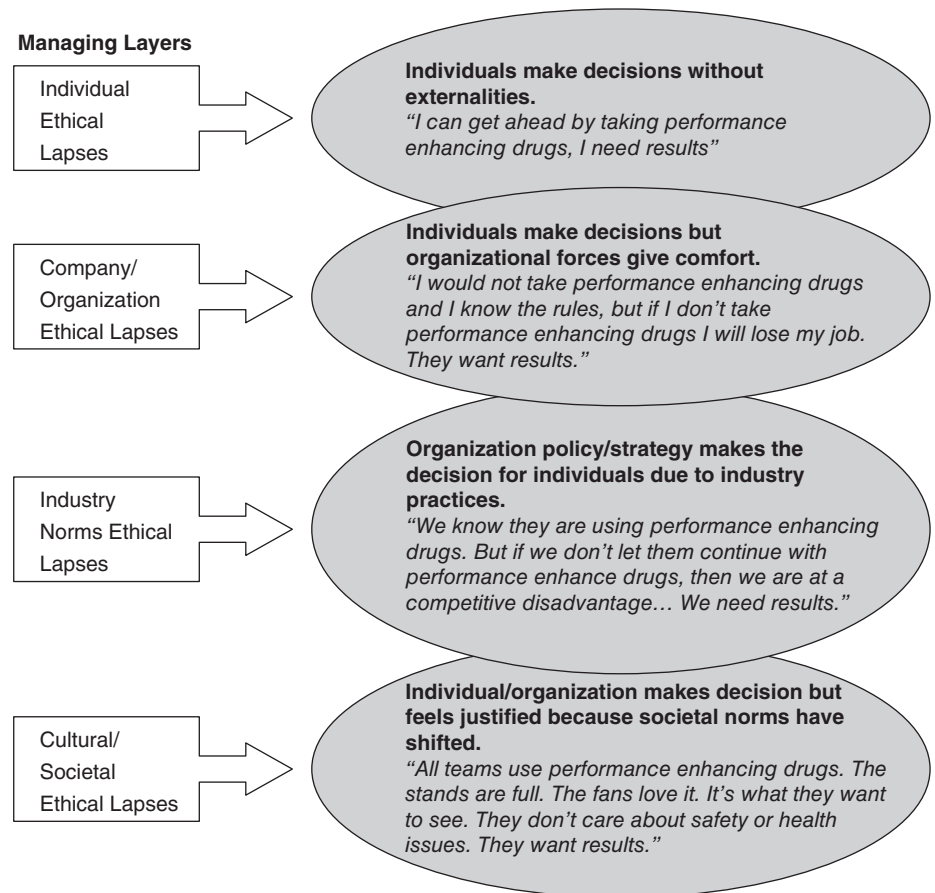 Managing Layers
Individual
Ethical
Lapses
Individuals make decisions without
externalities.
“I can get ahead by taking performance
enhancing drugs, I need results”
Company/
Organization
Ethical Lapses
Individuals make decisions but
organizational forces give comfort.
“I would not take performance enhancing drugs
and I know the rules, but if I don’t take
performance enhancing drugs I will lose my job.
They want results.”
Industry
Norms Ethical
Lapses
Organization policy/strategy makes the
decision for individuals due to industry
practices.
“We know they are using performance enhancing
drugs. But if we don’t let them continue with
performance enhance drugs, then we are at a
competitive disadvantage… We need results.”
Cultural/
Societal
Ethical Lapses
Individual/organization makes decision but
feels justified because societal norms have
shifted.
“All teams use performance enhancing drugs. The
stands are full. The fans love it. It’s what they want
to see. They don’t care about safety or health
issues. They want results.”